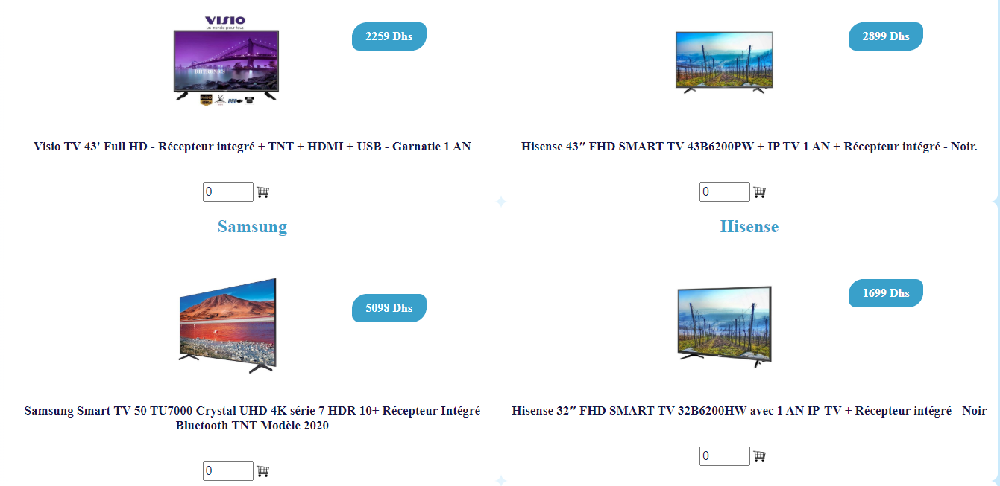 VISIO
un monde pour tous
2259 Dhs
2899 Dhs
Visio TV 43' Full HD - Récepteur integré + TNT + HDMI + USB - Garnatie 1 AN
Hisense 43″ FHD SMART TV 43B6200PW + IP TV 1 AN + Récepteur intégré - Noir.
0
0
Samsung
Hisense
5098 Dhs
1699 Dhs
Samsung Smart TV 50 TU7000 Crystal UHD 4K série 7 HDR 10+ Récepteur Intégré
Bluetooth TNT Modèle 2020
Hisense 32″ FHD SMART TV 32B6200HW avec 1 AN IP-TV + Récepteur intégré - Noir
0
0